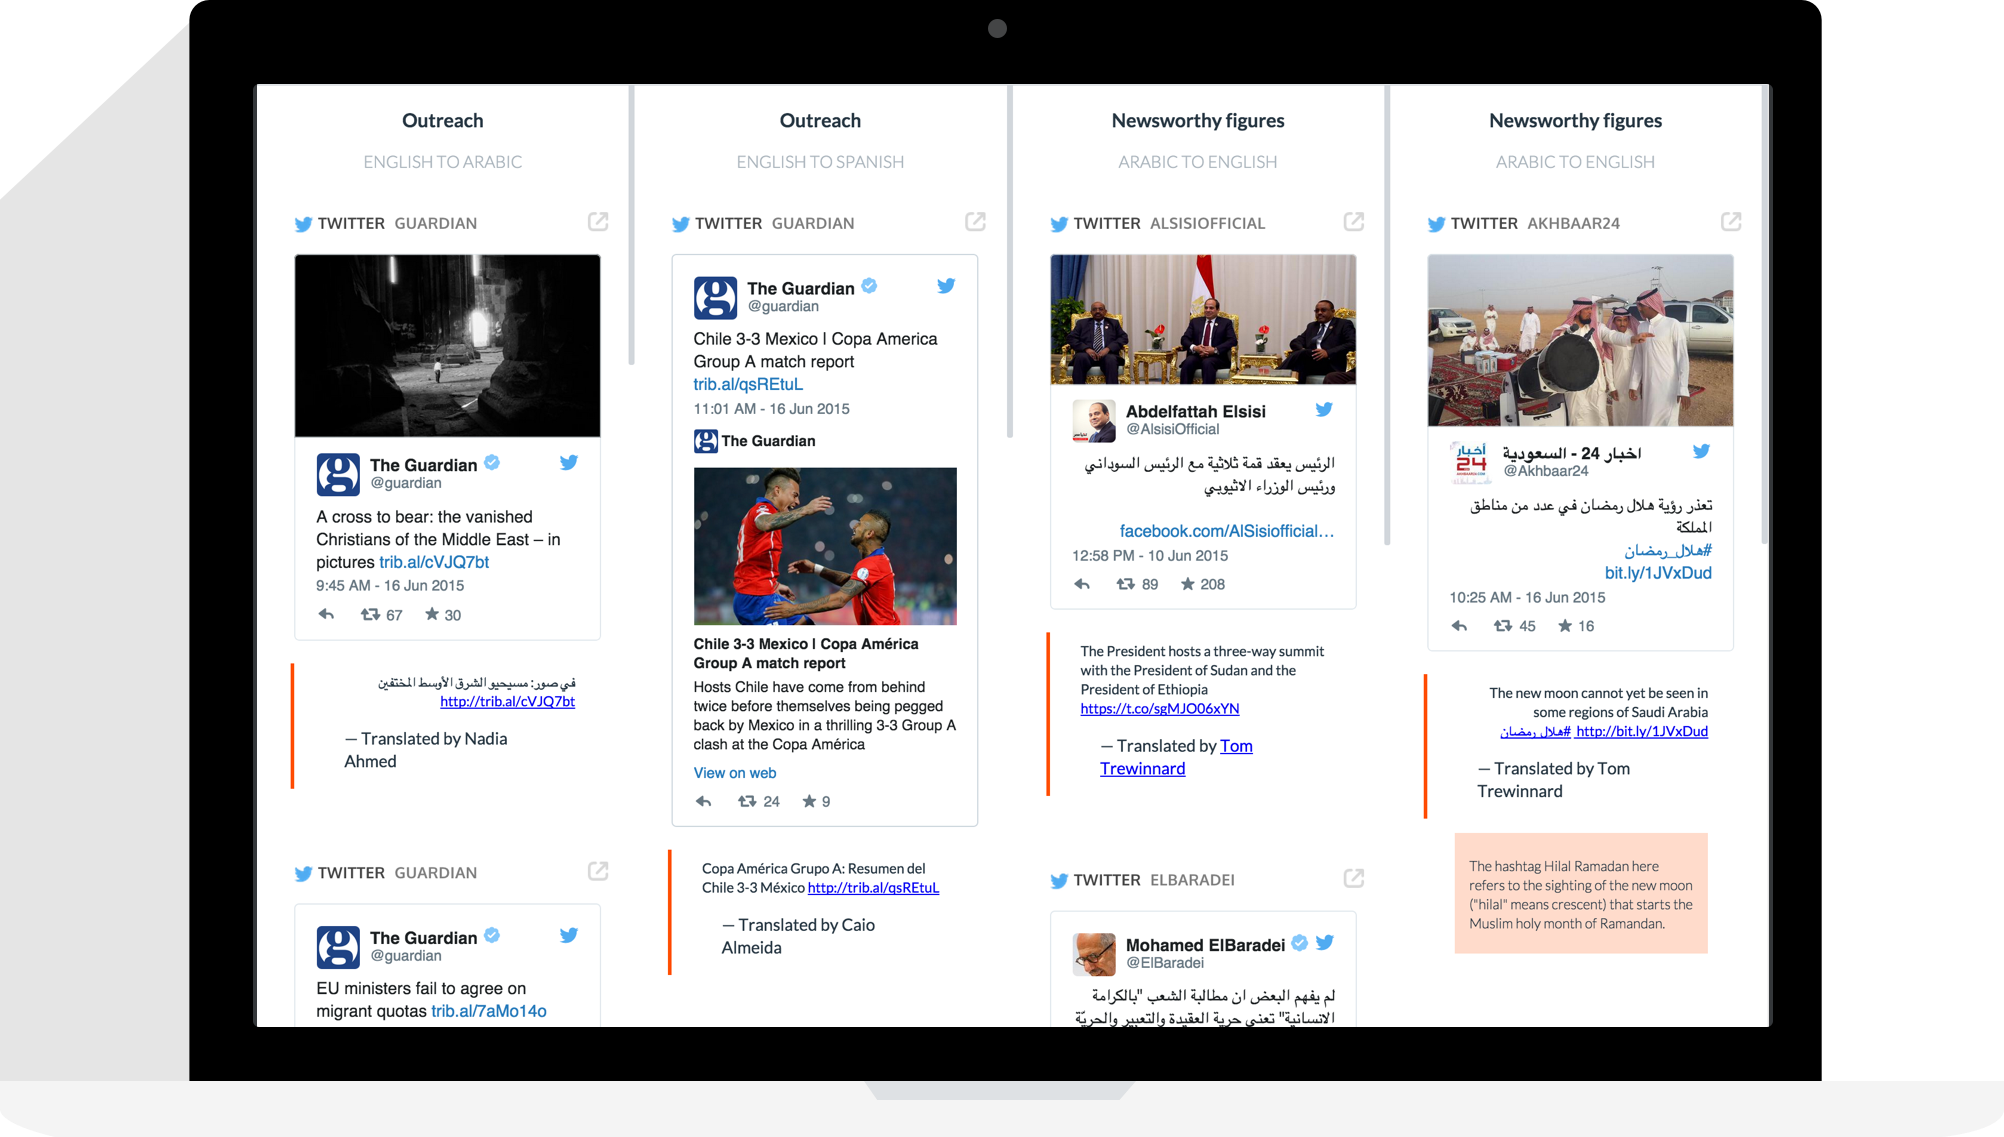 Outreach
ENGLISH TO ARABIC
TWITTER GUARDIAN
The Guardian
@guardian
A cross to bear: the vanished
Christians of the Middle East – in
pictures trib.al/cVJQ7bt
9:45 AM - 16 Jun 2015
67 30
في صور: مسيحيو الشرق الأوسط المختفين
http://trib.al/cVJQ7bt
— Translated by Nadia
Ahmed
TWITTER GUARDIAN
The Guardian
@guardian
EU ministers fail to agree on
migrant quotas trib.al/7aMo14o
Outreach
ENGLISH TO SPANISH
TWITTER GUARDIAN
The Guardian
@guardian
Chile 3-3 Mexico | Copa America
Group A match report
trib.al/qsREtuL
11:01 AM - 16 Jun 2015
The Guardian
Chile 3-3 Mexico | Copa América
Group A match report
Hosts Chile have come from behind
twice before themselves being pegged
back by Mexico in a thrilling 3-3 Group A
clash at the Copa América
View on web
24 9
Copa América Grupo A: Resumen del
Chile 3-3 México http://trib.al/qsREtuL
— Translated by Caio
Almeida
Newsworthy figures
ARABIC TO ENGLISH
TWITTER ALSISIOFFICIAL
Abdelfattah Elsisi
@AlsisiOfficial
الرئيس يعقد قمة ثلاثية مع الرئيس السوداني
ورئيس الوزراء الاثيوبي
facebook.com/AlSisiofficial…
12:58 PM - 10 Jun 2015
89 208
The President hosts a three-way summit
with the President of Sudan and the
President of Ethiopia
https://t.co/sgMJO06xYN
— Translated by Tom
Trewinnard
TWITTER ELBARADEI
Mohamed ElBaradei
@ElBaradei
لم يفهم البعض ان مطالبة الشعب "بالكرامة
الانسانية" تعني حرية العقيدة والتعبير والحريّة
Newsworthy figures
ARABIC TO ENGLISH
TWITTER AKHBAAR24
أخبار
24
اخبار 24 - السعودية
@Akhbaar24
تعذر رؤية هلال رمضان في عدد من مناطق
المملكة
#هلال_رمضان
bit.ly/1JVxDud
10:25 AM - 16 Jun 2015
45 16
The new moon cannot yet be seen in
some regions of Saudi Arabia
#هلال_رمضان http://bit.ly/1JVxDud
— Translated by Tom
Trewinnard
The hashtag Hilal Ramadan here
refers to the sighting of the new moon
("hilal" means crescent) that starts the
Muslim holy month of Ramandan.